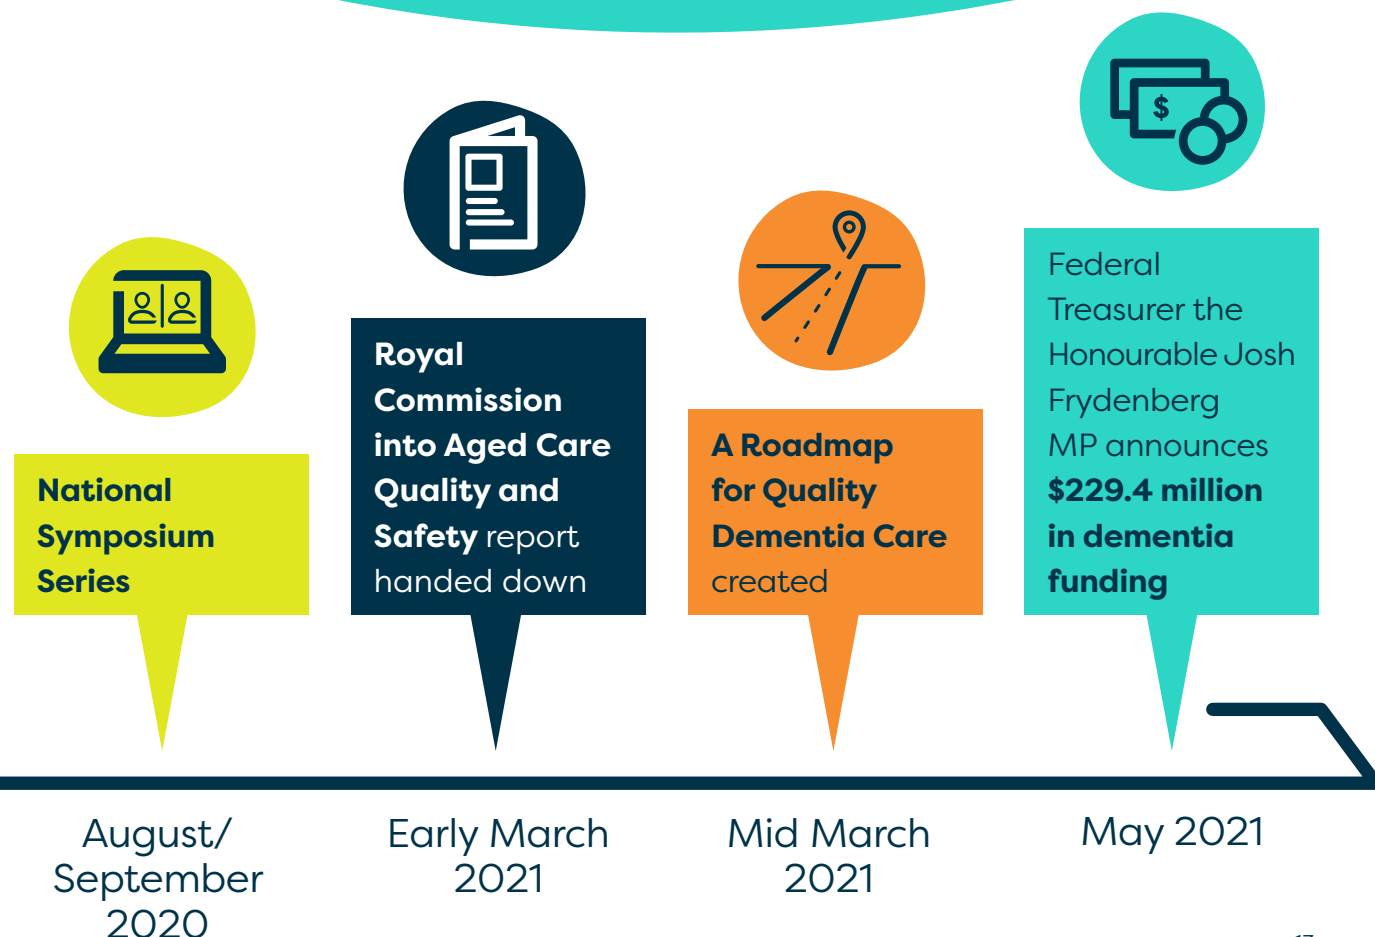 $
National
Symposium
Series
Royal
Commission
into Aged Care
Quality and
Safety report
handed down
A Roadmap
for Quality
Dementia Care
created
Federal
Treasurer the
Honourable Josh
Frydenberg
MP announces
$229.4 million
in dementia
funding
August/
September
2020
Early March
2021
Mid March
2021
May 2021